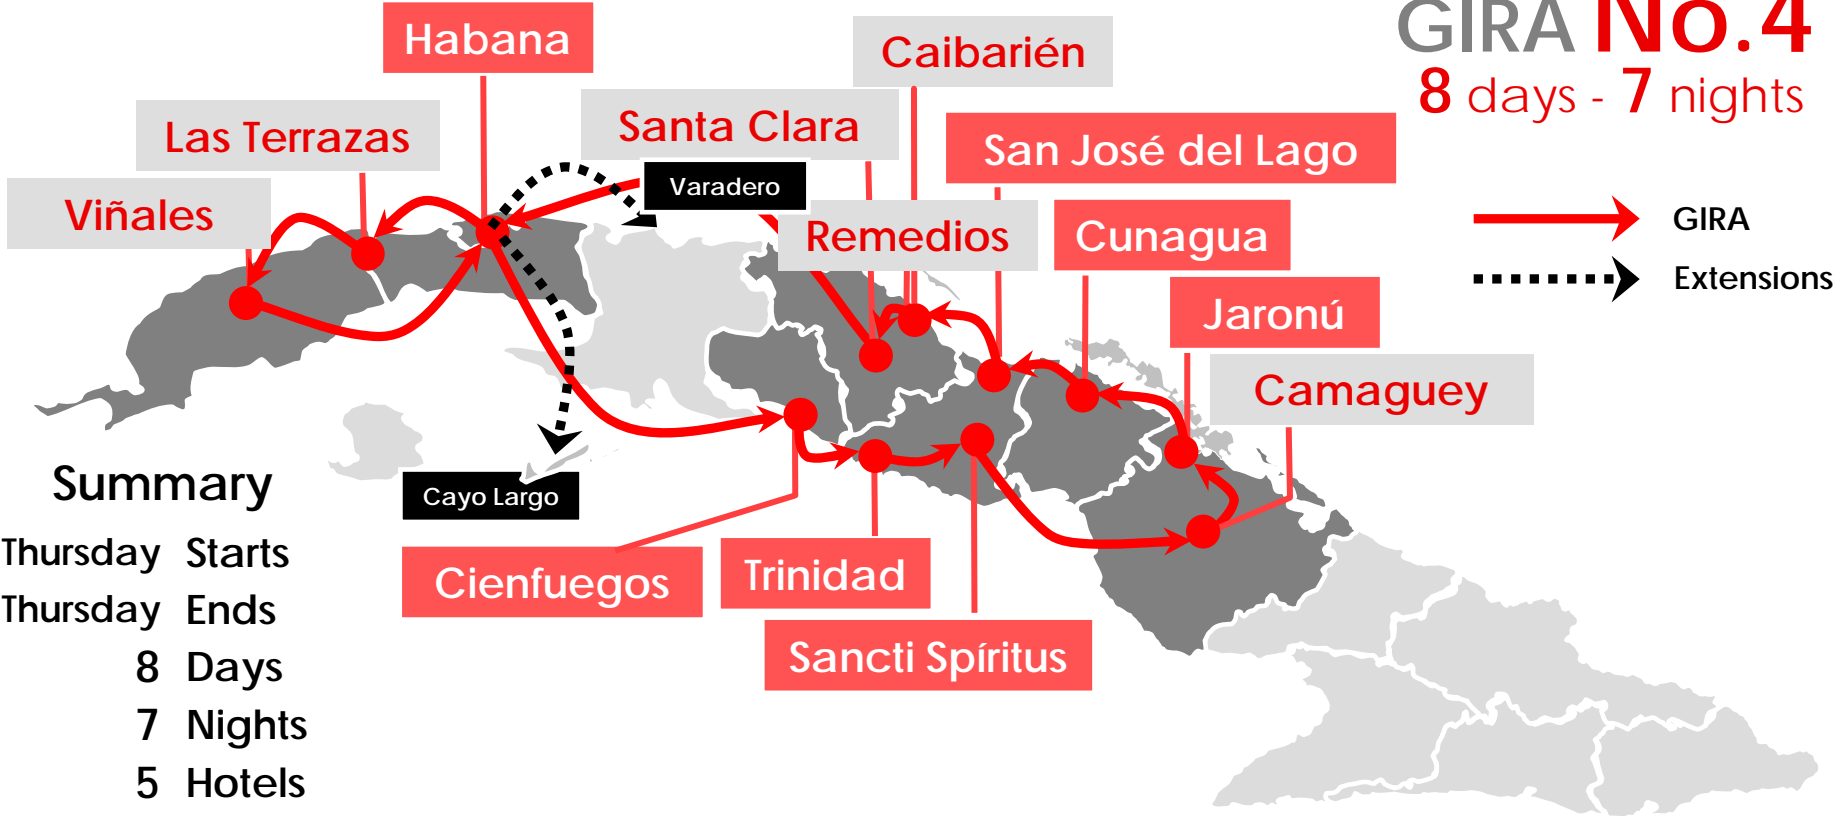 GIRA No.4
8 days - 7 nights
Habana
Caibarién
Las Terrazas
Santa Clara
San José del Lago
Viñales
Varadero
Remedios
Cunagua
GIRA
Extensions
Jaronú
Camaguey
Cayo Largo
Cienfuegos
Trinidad
Sancti Spíritus
Summary
Thursday Starts
Thursday Ends
8 Days
7 Nights
5 Hotels